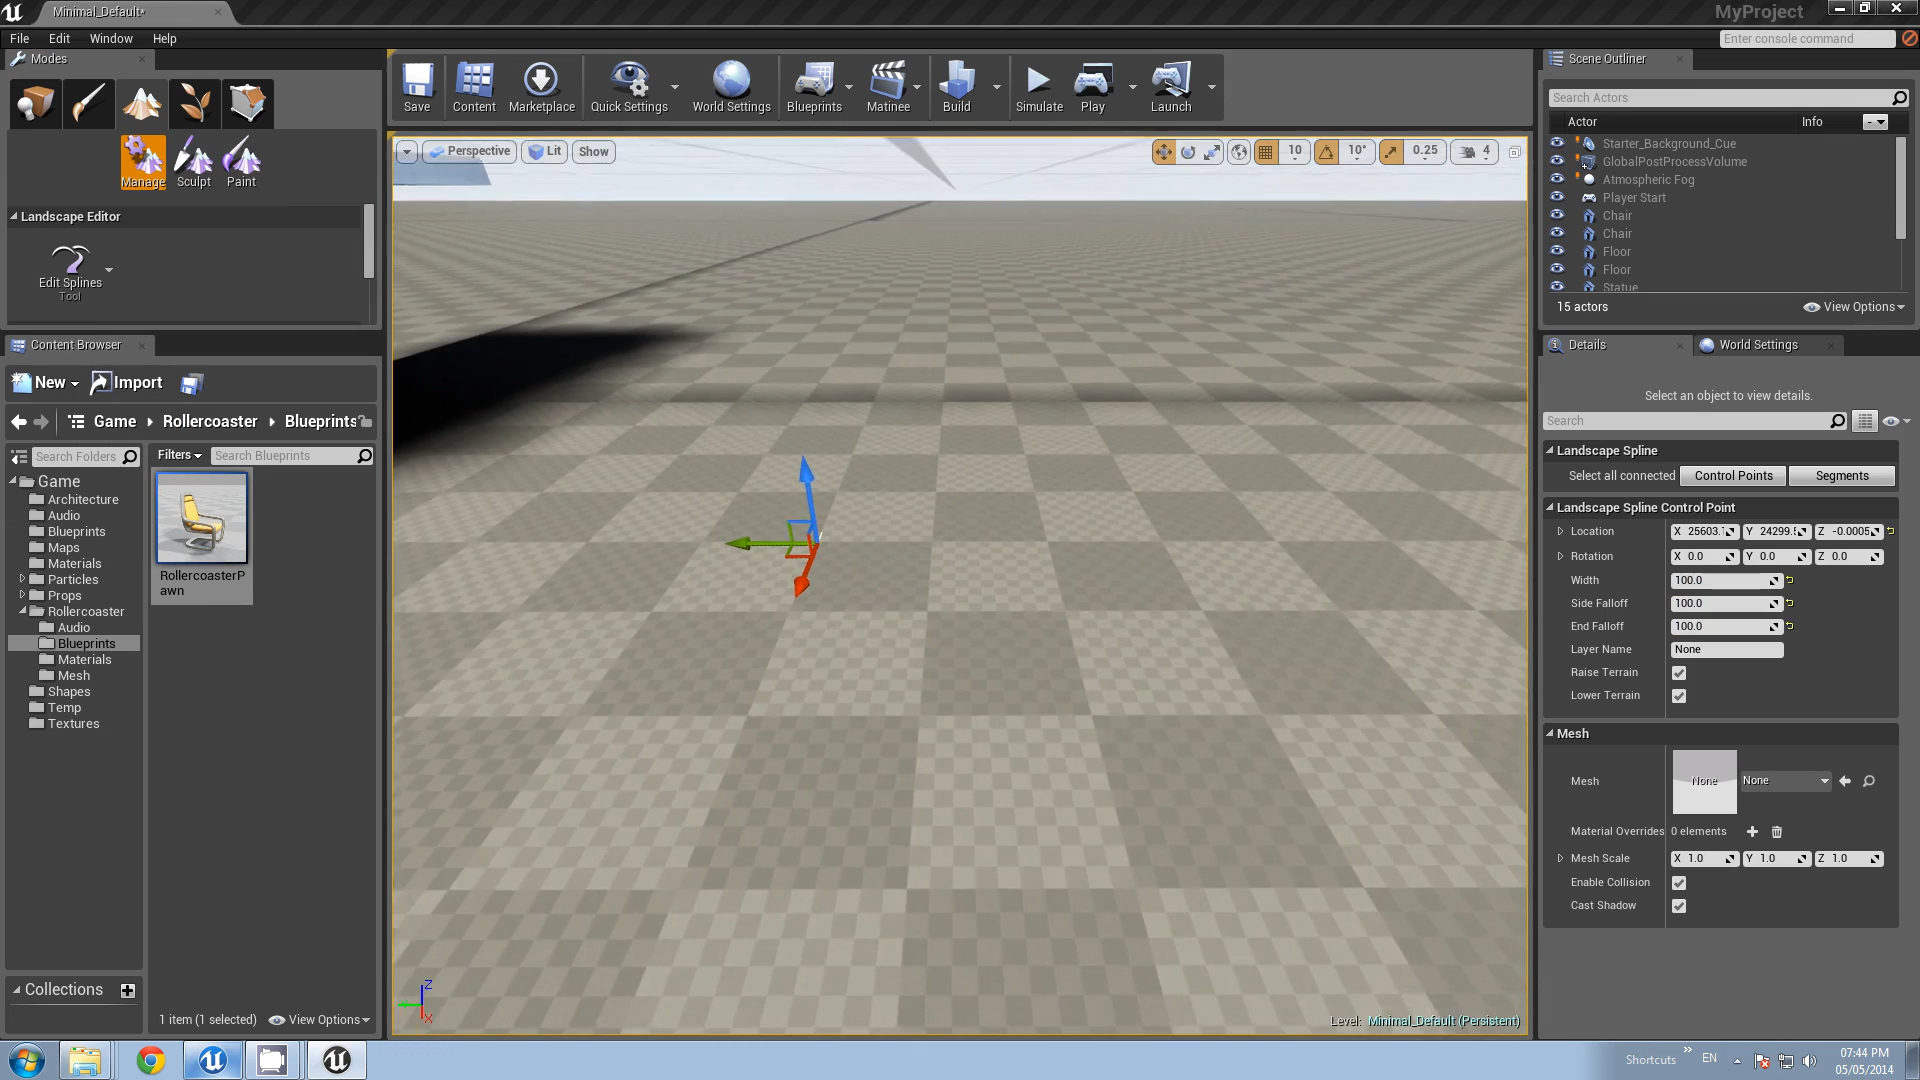 Minimal_Default*
MyProject
File Edit Window Help
Enter console command
Modes
Save Content Marketplace Quick Settings World Settings Blueprints Matinee Build Simulate Play Launch
Scene Outliner
Search Actors
Actor Info
Perspective Lit Show
10 10° 0.25 4
Manage Sculpt Paint
Starter_Background_Cue
GlobalPostProcessVolume
Atmospheric Fog
Player Start
Chair
Chair
Floor
Floor
Statue
15 actors View Options
Landscape Editor
Edit Splines
Tool
Content Browser
New Import
Game Rollercoaster Blueprints
Search Folders
Filters Search Blueprints
Game
Architecture
Audio
Blueprints
Maps
Materials
Particles
Props
Rollercoaster
Audio
Blueprints
Materials
Mesh
Shapes
Temp
Textures
RollercoasterP
awn
Collections
1 item (1 selected) View Options
Z
X
Level: Minimal_Default (Persistent)
Details World Settings
Select an object to view details.
Search
Landscape Spline
Select all connected Control Points Segments
Landscape Spline Control Point
Location X 25603. Y 24299. Z -0.0005
Rotation X 0.0 Y 0.0 Z 0.0
Width 100.0
Side Falloff 100.0
End Falloff 100.0
Layer Name None
Raise Terrain
Lower Terrain
Mesh
Mesh None None
Material Overrides 0 elements
Mesh Scale X 1.0 Y 1.0 Z 1.0
Enable Collision
Cast Shadow
Shortcuts » EN 07:44 PM
05/05/2014